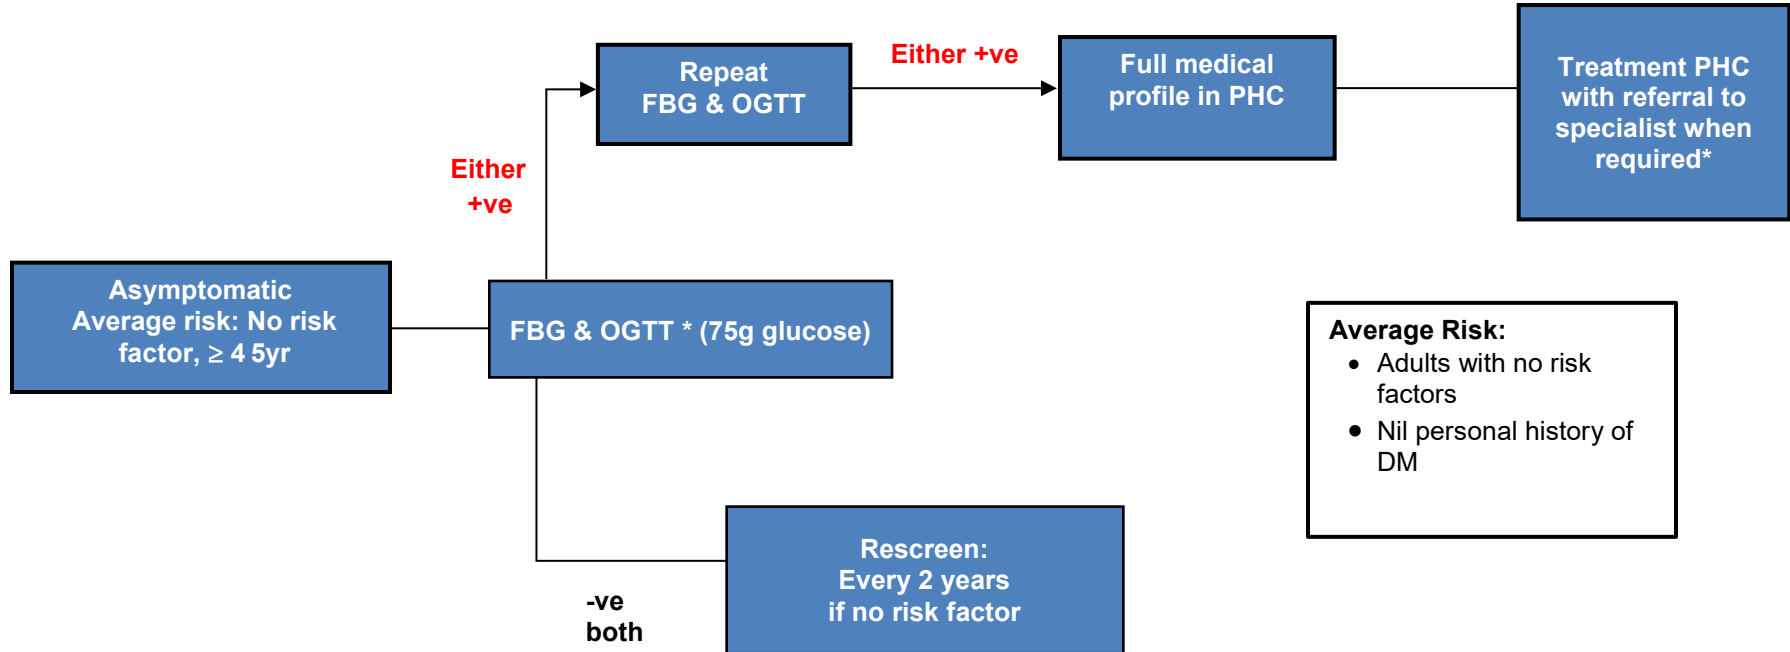 Repeat
FBG & OGTT
Either +ve
Full medical
profile in PHC
Treatment PHC
with referral to
specialist when
required*
Either
+ve
Asymptomatic
Average risk: No risk
factor, ≥ 4 5yr
FBG & OGTT * (75g glucose)
Average Risk:
• Adults with no risk
factors
• Nil personal history of
DM
Rescreen:
Every 2 years
if no risk factor
-ve
both